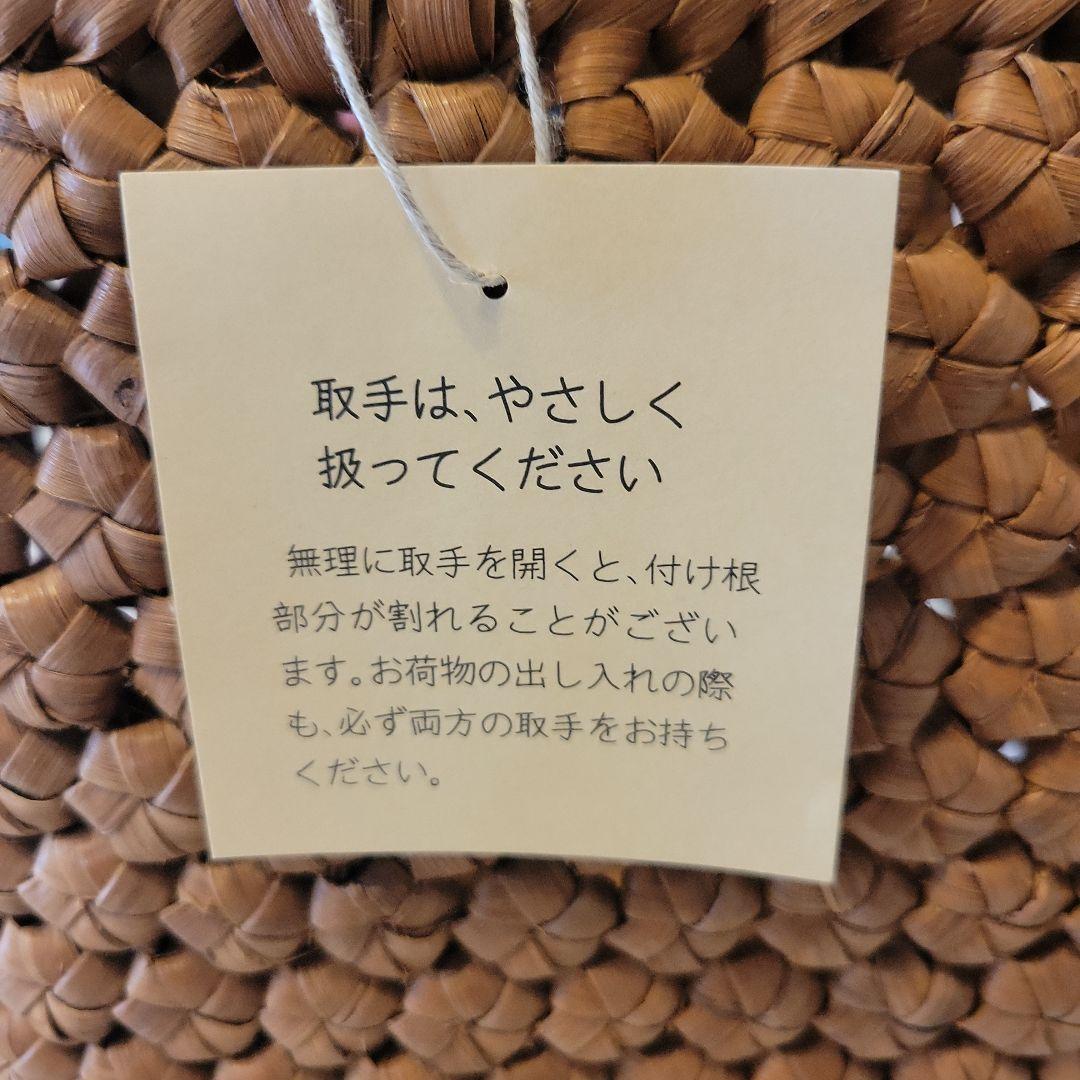 取手は、やさしく
扱ってください
無理に取手を開くと、付け根
部分が割れることがござい
ます。お荷物の出し入れの際
も、必ず両方の取手をお持ち
ください。